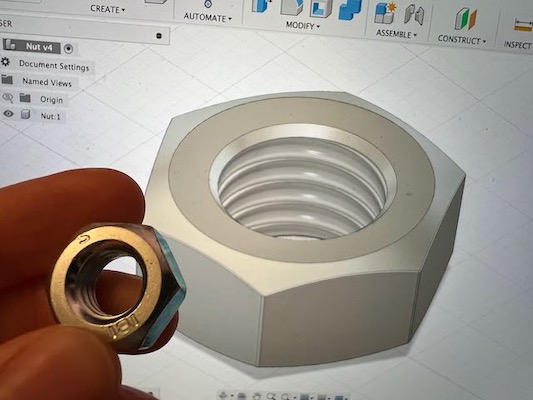 CREATE ▾
AUTOMATE ▾
MODIFY ▾
ASSEMBLE ▾
CONSTRUCT ▾
INSPECT
SER
Nut v4
Document Settings
Named Views
Origin
Nut:1